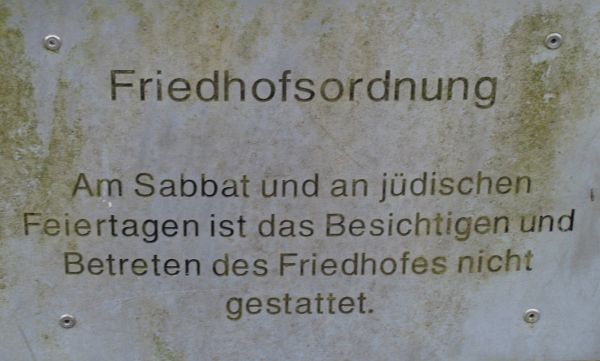 Friedhofsordnung
Am Sabbat und an jüdischen
Feiertagen ist das Besichtigen und
Betreten des Friedhofes nicht
gestattet.